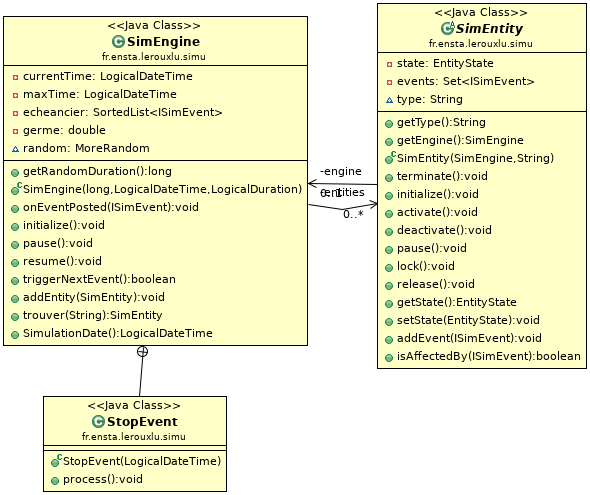 <<Java Class>>
SimEngine
fr.ensta.lerouxlu.simu
currentTime: LogicalDateTime
maxTime: LogicalDateTime
echeancier: SortedList<ISimEvent>
germe: double
random: MoreRandom
getRandomDuration():long
SimEngine(long,LogicalDateTime,LogicalDuration)
onEventPosted(ISimEvent):void
initialize():void
pause():void
resume():void
triggerNextEvent():boolean
addEntity(SimEntity):void
trouver(String):SimEntity
SimulationDate():LogicalDateTime
-engine
0..1
-entities
0..*
<<Java Class>>
SimEntity
fr.ensta.lerouxlu.simu
state: EntityState
events: Set<ISimEvent>
type: String
getType():String
getEngine():SimEngine
SimEntity(SimEngine,String)
terminate():void
initialize():void
activate():void
deactivate():void
pause():void
lock():void
release():void
getState():EntityState
setState(EntityState):void
addEvent(ISimEvent):void
isAffectedBy(ISimEvent):boolean
<<Java Class>>
StopEvent
fr.ensta.lerouxlu.simu
StopEvent(LogicalDateTime)
process():void